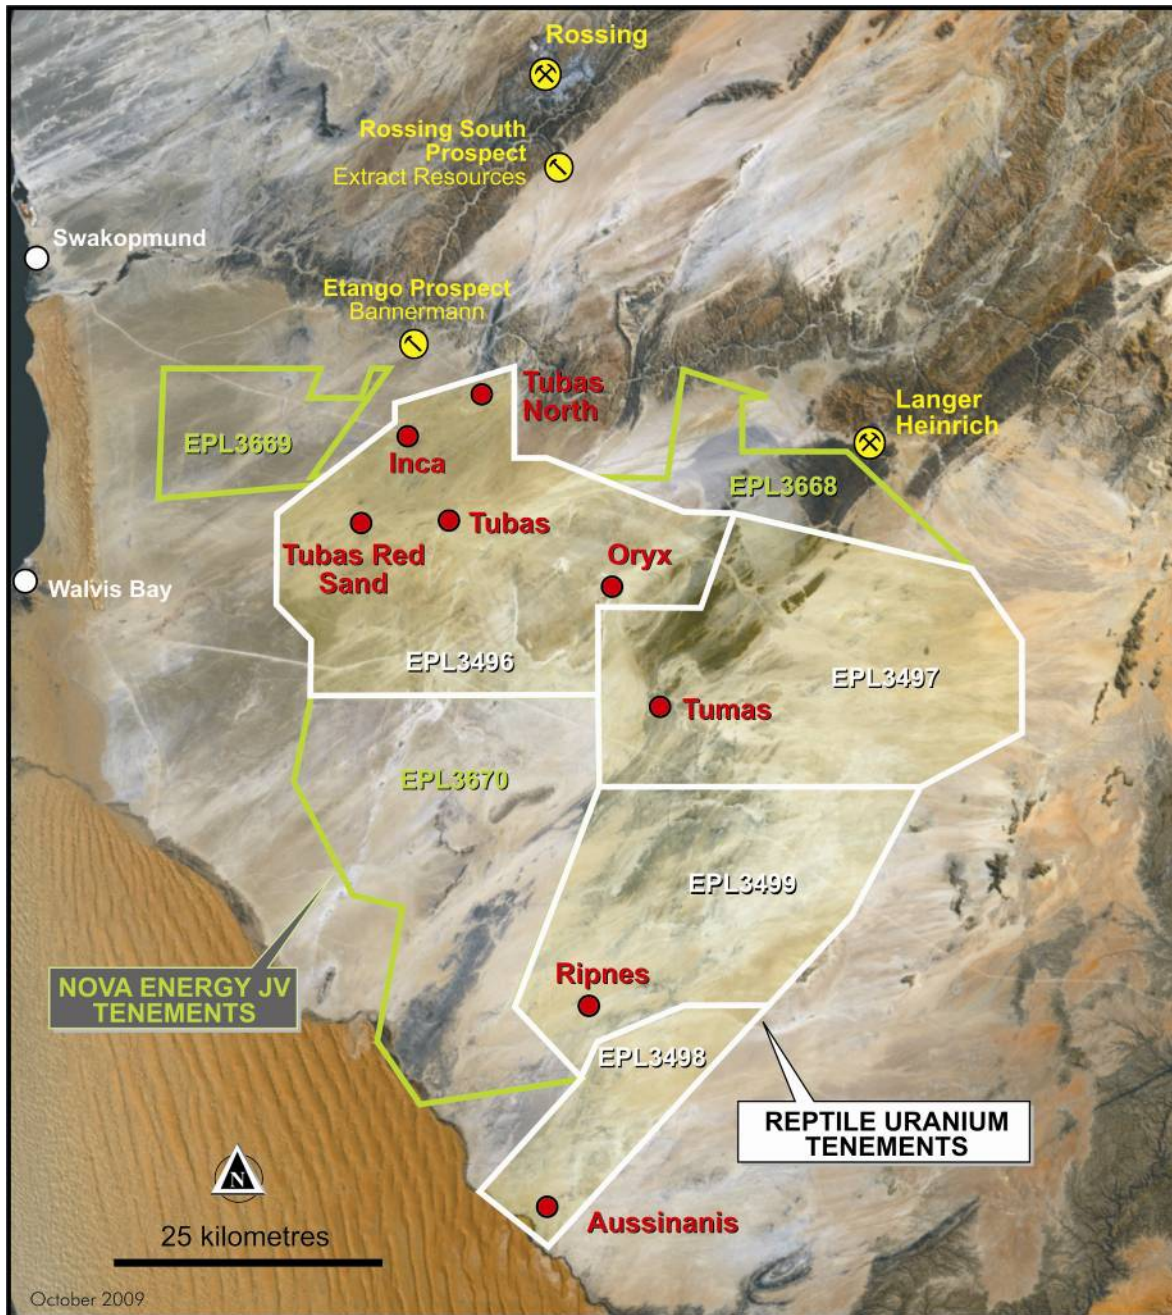 Rossing
Rossing South
Prospect
Extract Resources
Swakopmund
Etango Prospect
Bannermann
Tubas
North
Langer
Heinrich
EPL3669
Inca
EPL3668
Tubas
Tubas Red
Sand
Oryx
Walvis Bay
EPL3496
EPL3497
Tumas
EPL3670
EPL3499
Ripnes
NOVA ENERGY JV
TENEMENTS
EPL3498
REPTILE URANIUM
TENEMENTS
N
Aussinanis
25 kilometres
October 2009